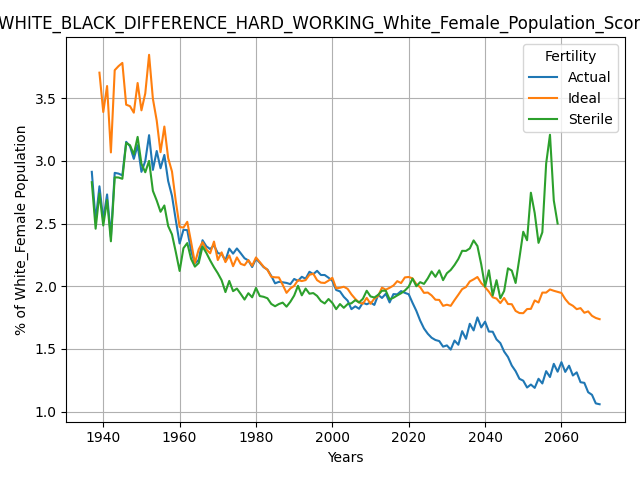 WHITE_BLACK_DIFFERENCE_HARD_WORKING_White_Female_Population_Scor
Fertility
Actual
Ideal
Sterile
% of White_Female Population
3.5
3.0
2.5
2.0
1.5
1.0
1940
1960
1980
2000
2020
2040
2060
Years